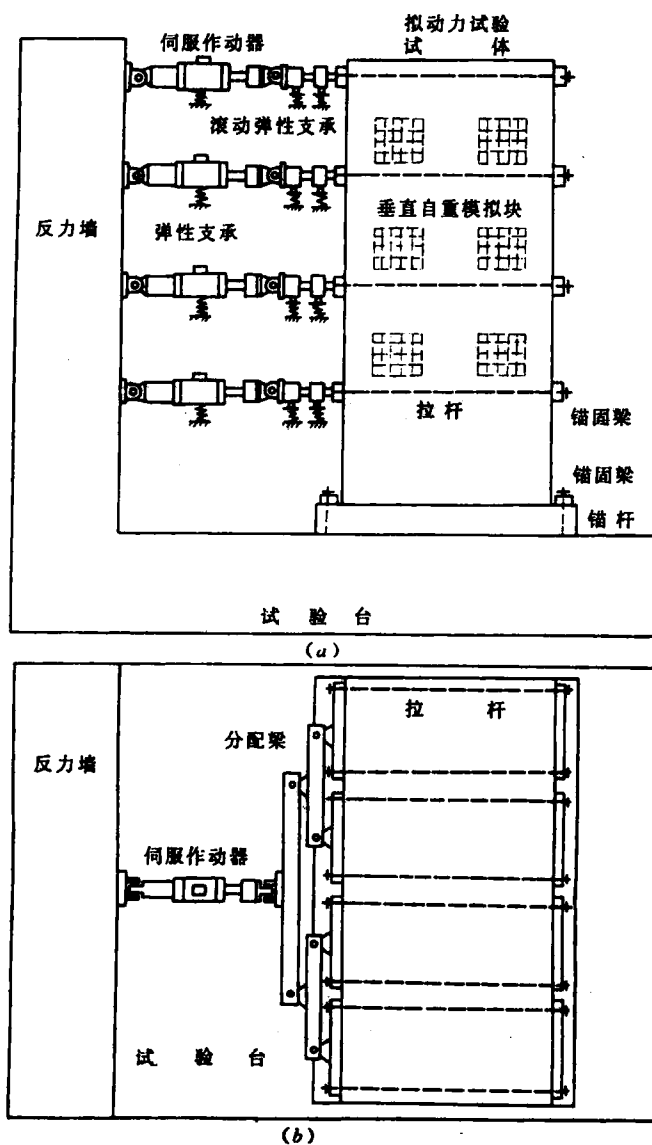 伺服作动器
拟动力试验
试 体
滚动弹性支承
垂直自重模拟块
反力墙
弹性支承
拉杆
锚固梁
锚固梁
锚杆
试 验 台
(a)
拉 杆
分配梁
反力墙
伺服作动器
试 验 台
(b)